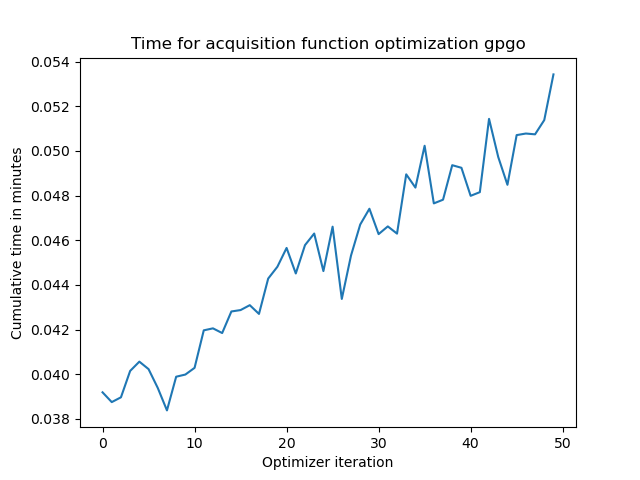 Time for acquisition function optimization gpgo
0.054
0.052
0.050
0.048
0.046
0.044
0.042
0.040
0.038
Cumulative time in minutes
0 10 20 30 40 50
Optimizer iteration